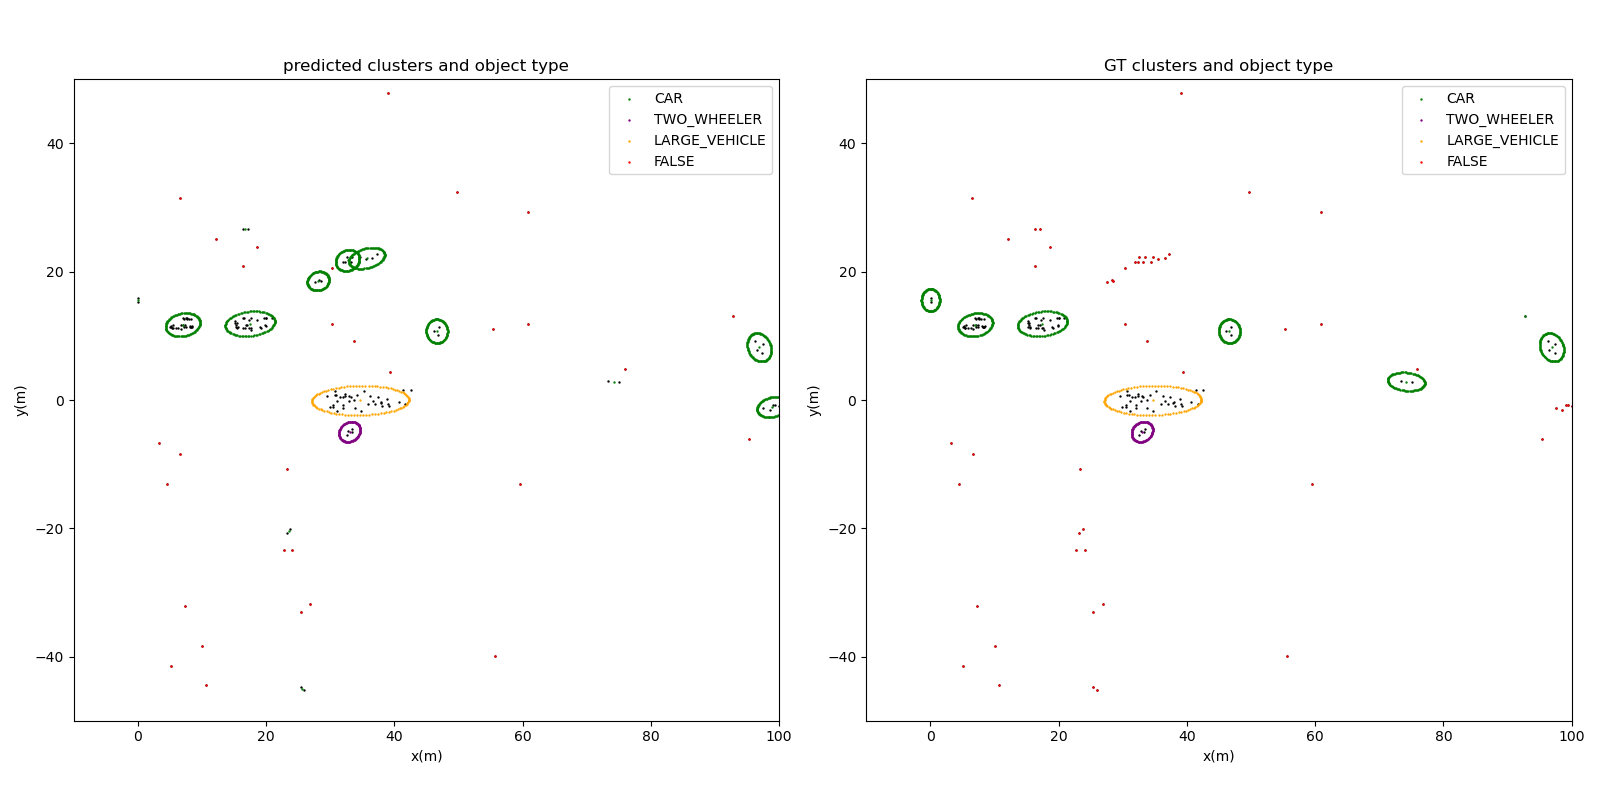 predicted clusters and object type
CAR
TWO_WHEELER
LARGE_VEHICLE
FALSE
40
20
0
−20
−40
y(m)
0 20 40 60 80 100
x(m)
GT clusters and object type
CAR
TWO_WHEELER
LARGE_VEHICLE
FALSE
40
20
0
−20
−40
y(m)
0 20 40 60 80 100
x(m)